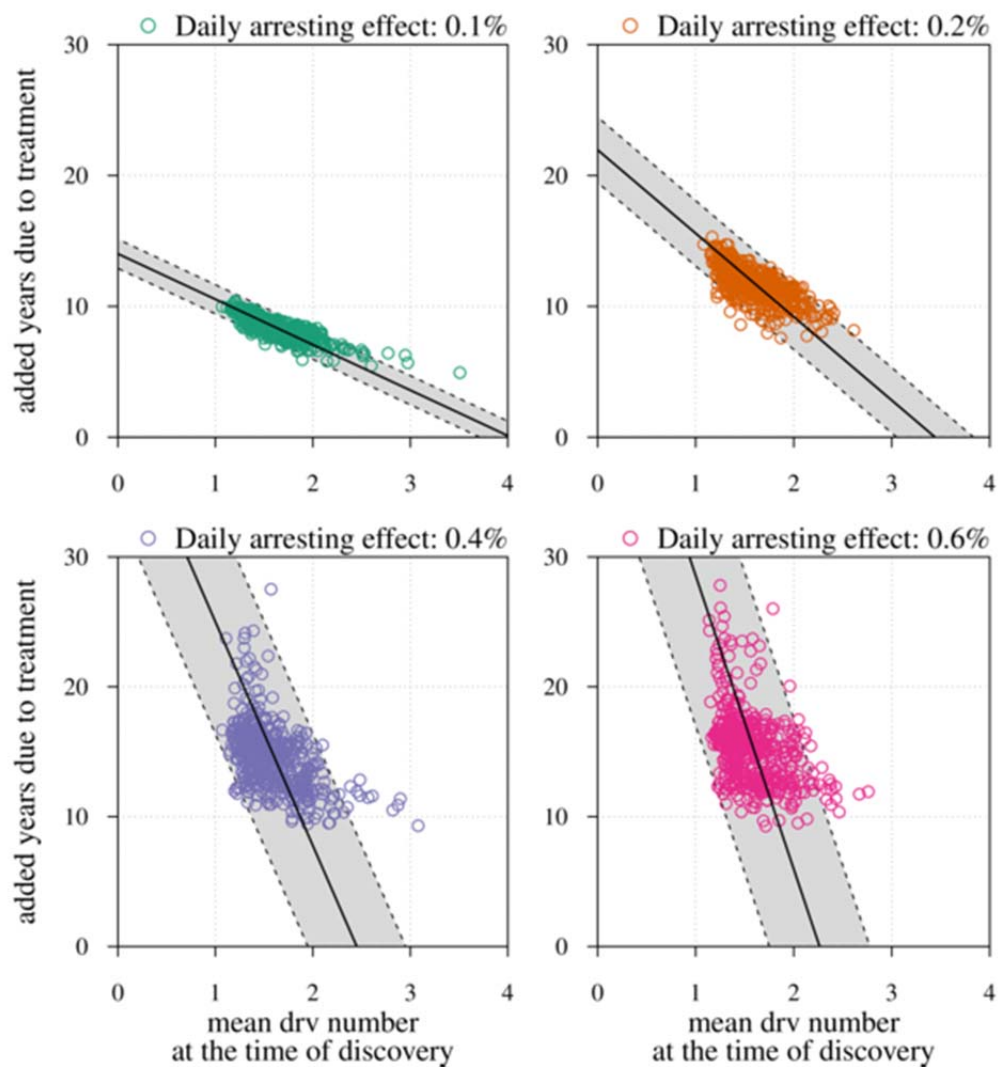 Daily arresting effect: 0.1%
30
20
10
0
0 1 2 3 4
added years due to treatment
Daily arresting effect: 0.2%
30
20
10
0
0 1 2 3 4
Daily arresting effect: 0.4%
30
20
10
0
0 1 2 3 4
added years due to treatment
mean drv number
at the time of discovery
Daily arresting effect: 0.6%
30
20
10
0
0 1 2 3 4
mean drv number
at the time of discovery